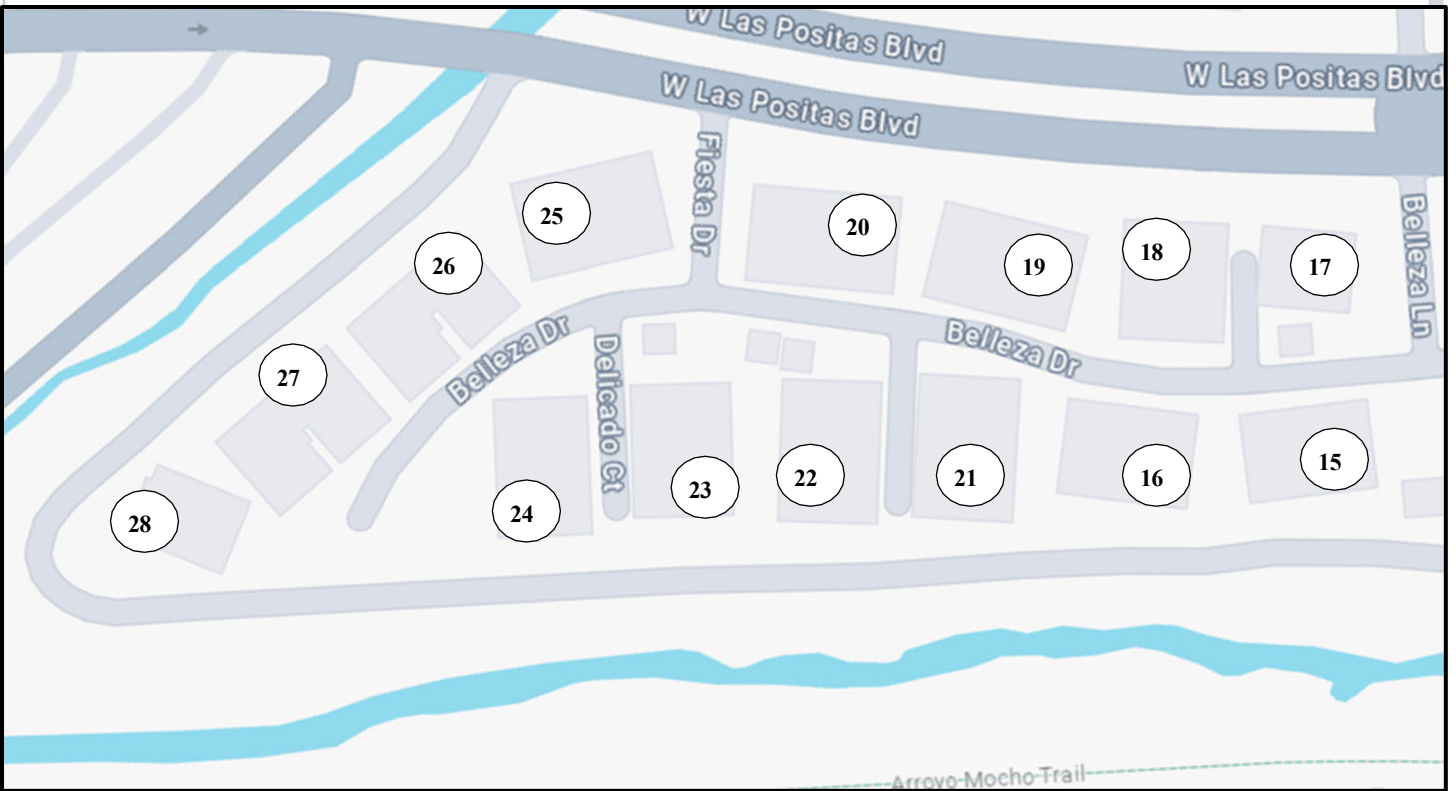 W Las Positas Blvd
W Las Positas Blvd
W Las Positas Blvd
Fiesta Dr
Belleza Ln
25
20
26
19
18
17
Belleza Dr
Belleza Dr
Delicado Ct
27
28
24
23
22
21
16
15
Arroyo Mocho Trail